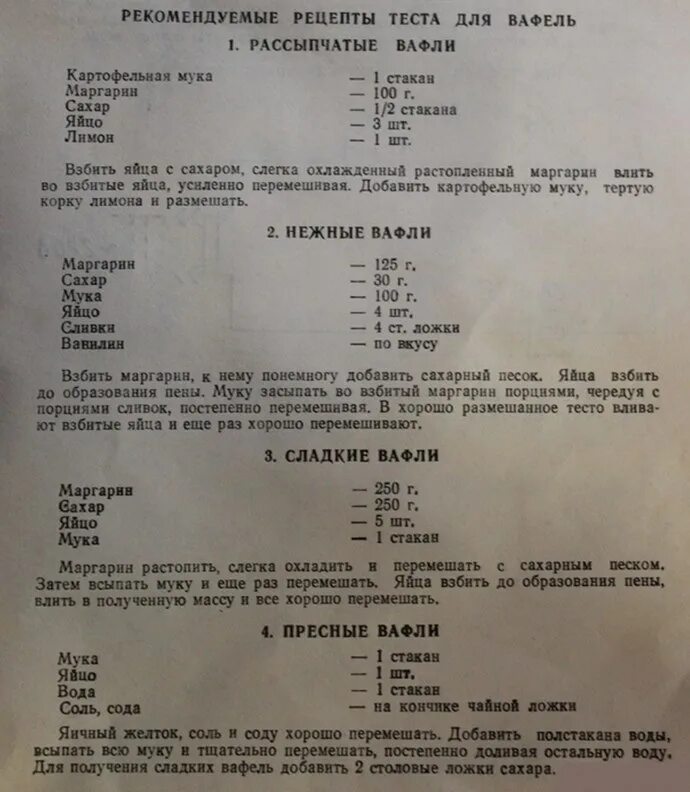 РЕКОМЕНДУЕМЫЕ РЕЦЕПТЫ ТЕСТА ДЛЯ ВАФЕЛЬ
1. РАССЫПЧАТЫЕ ВАФЛИ
Картофельная мука — 1 стакан
Маргарин — 100 г.
Сахар — 1/2 стакана
Яйцо — 3 шт.
Лимон — 1 шт.
Взбить яйца с сахаром, слегка охлажденный растопленный маргарин влить
во взбитые яйца, усиленно перемешивая. Добавить картофельную муку, тертую
корку лимона и размешать.
2. НЕЖНЫЕ ВАФЛИ
Маргарин — 125 г.
Сахар — 30 г.
Мука — 100 г.
Яйцо — 4 шт.
Сливки — 4 ст. ложки
Ванилин — по вкусу
Взбить маргарин, к нему понемногу добавить сахарный песок. Яйца взбить
до образования пены. Муку засыпать во взбитый маргарин порциями, чередуя с
порциями сливок, постепенно перемешивая. В хорошо размешанное тесто влива-
ют взбитые яйца и еще раз хорошо перемешивают.
3. СЛАДКИЕ ВАФЛИ
Маргарин — 250 г.
Сахар — 250 г.
Яйцо — 5 шт.
Мука — 1 стакан
Маргарин растопить, слегка охладить и перемешать с сахарным песком.
Затем всыпать муку и еще раз перемешать. Яйца взбить до образования пены,
влить в полученную массу и все хорошо перемешать.
4. ПРЕСНЫЕ ВАФЛИ
Мука — 1 стакан
Яйцо — 1 шт.
Вода — 1 стакан
Соль, сода — на кончике чайной ложки
Яичный желток, соль и соду хорошо перемешать. Добавить полстакана воды,
всыпать всю муку и тщательно перемешать, постепенно доливая остальную воду.
Для получения сладких вафель добавить 2 столовые ложки сахара.